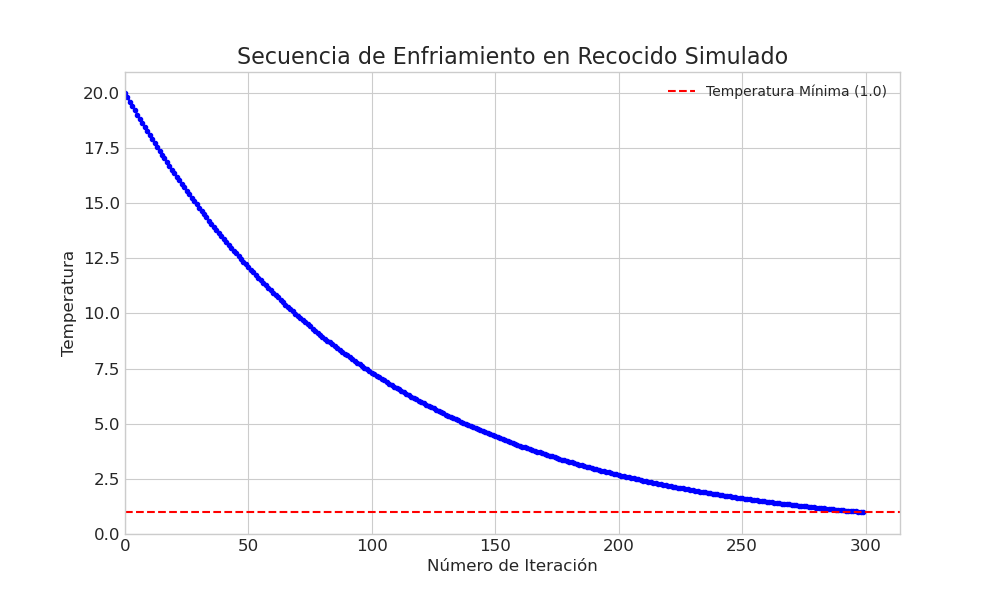 Secuencia de Enfriamiento en Recocido Simulado
Temperatura Mínima (1.0)
20.0
17.5
15.0
12.5
10.0
7.5
5.0
2.5
0.0
Temperatura
0 50 100 150 200 250 300
Número de Iteración